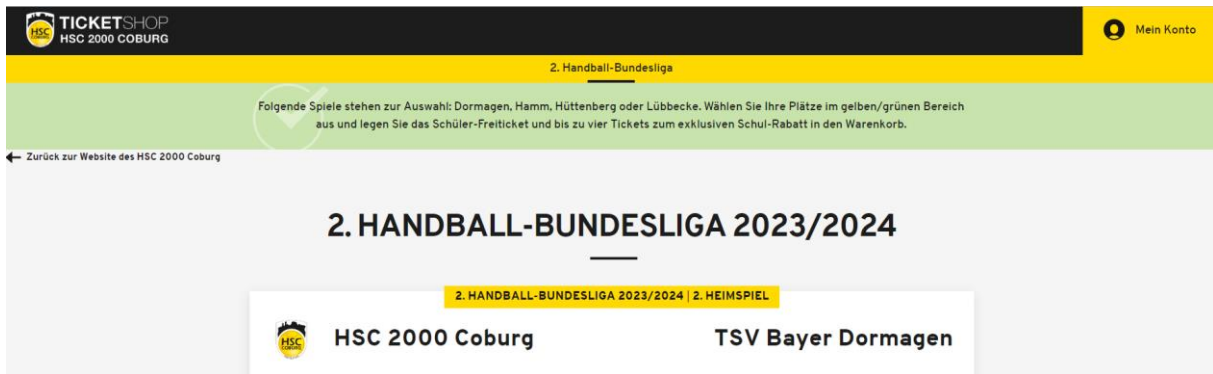 TICKETSHOP
HSC 2000 COBURG
Mein Konto
2. Handball-Bundesliga
Folgende Spiele stehen zur Auswahl: Dormagen, Hamm, Hüttenberg oder Lübbecke. Wählen Sie Ihre Plätze im gelben/grünen Bereich
aus und legen Sie das Schüler-Freiticket und bis zu vier Tickets zum exklusiven Schul-Rabatt in den Warenkorb.
Zurück zur Website des HSC 2000 Coburg
2. HANDBALL-BUNDESLIGA 2023/2024
2. HANDBALL-BUNDESLIGA 2023/2024 | 2. HEIMSPIEL
HSC COBURG
HSC 2000 Coburg
TSV Bayer Dormagen